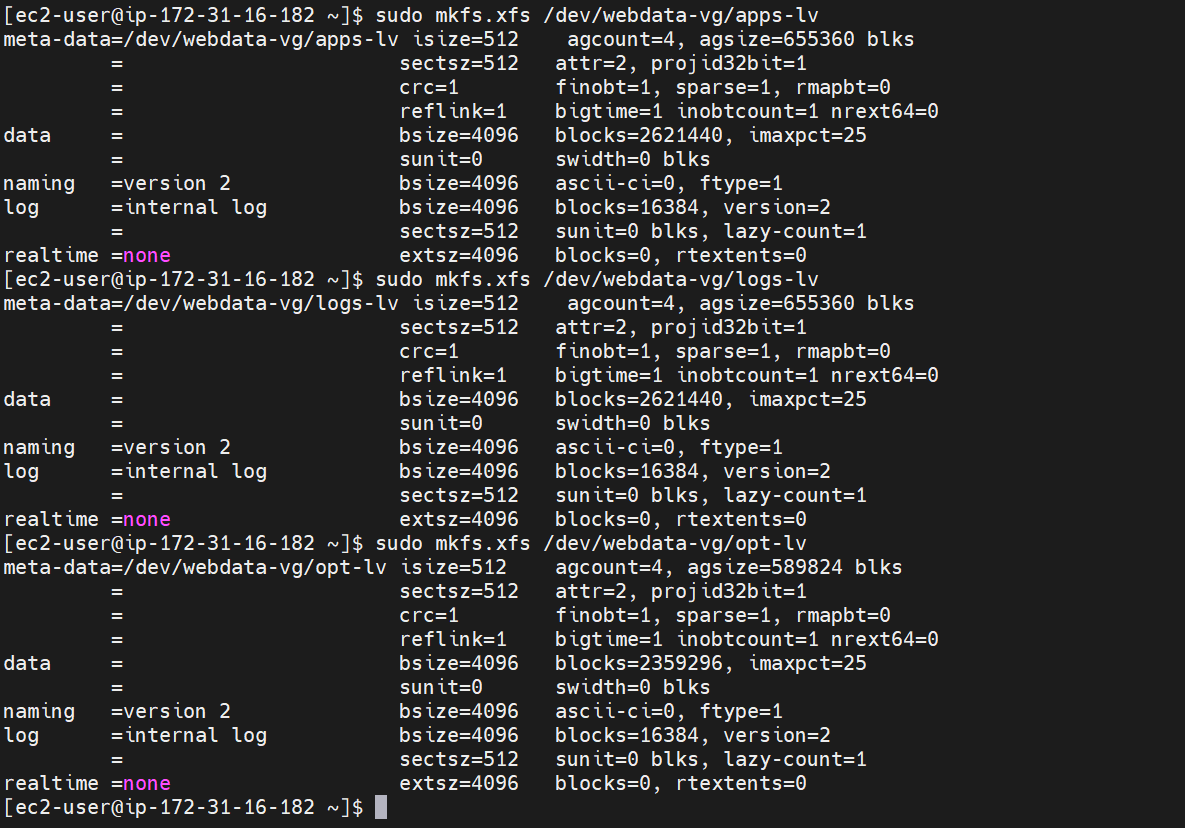 [ec2-user@ip-172-31-16-182 ~]$ sudo mkfs.xfs /dev/webdata-vg/apps-lv
meta-data=/dev/webdata-vg/apps-lv isize=512    agcount=4, agsize=655360 blks
         =                       sectsz=512   attr=2, projid32bit=1
         =                       crc=1        finobt=1, sparse=1, rmapbt=0
         =                       reflink=1    bigtime=1 inobtcount=1 nrext64=0
data     =                       bsize=4096   blocks=2621440, imaxpct=25
         =                       sunit=0      swidth=0 blks
naming   =version 2              bsize=4096   ascii-ci=0, ftype=1
log      =internal log           bsize=4096   blocks=16384, version=2
         =                       sectsz=512   sunit=0 blks, lazy-count=1
realtime =none                   extsz=4096   blocks=0, rtextents=0
[ec2-user@ip-172-31-16-182 ~]$ sudo mkfs.xfs /dev/webdata-vg/logs-lv
meta-data=/dev/webdata-vg/logs-lv isize=512    agcount=4, agsize=655360 blks
         =                       sectsz=512   attr=2, projid32bit=1
         =                       crc=1        finobt=1, sparse=1, rmapbt=0
         =                       reflink=1    bigtime=1 inobtcount=1 nrext64=0
data     =                       bsize=4096   blocks=2621440, imaxpct=25
         =                       sunit=0      swidth=0 blks
naming   =version 2              bsize=4096   ascii-ci=0, ftype=1
log      =internal log           bsize=4096   blocks=16384, version=2
         =                       sectsz=512   sunit=0 blks, lazy-count=1
realtime =none                   extsz=4096   blocks=0, rtextents=0
[ec2-user@ip-172-31-16-182 ~]$ sudo mkfs.xfs /dev/webdata-vg/opt-lv
meta-data=/dev/webdata-vg/opt-lv isize=512    agcount=4, agsize=589824 blks
         =                       sectsz=512   attr=2, projid32bit=1
         =                       crc=1        finobt=1, sparse=1, rmapbt=0
         =                       reflink=1    bigtime=1 inobtcount=1 nrext64=0
data     =                       bsize=4096   blocks=2359296, imaxpct=25
         =                       sunit=0      swidth=0 blks
naming   =version 2              bsize=4096   ascii-ci=0, ftype=1
log      =internal log           bsize=4096   blocks=16384, version=2
         =                       sectsz=512   sunit=0 blks, lazy-count=1
realtime =none                   extsz=4096   blocks=0, rtextents=0
[ec2-user@ip-172-31-16-182 ~]$